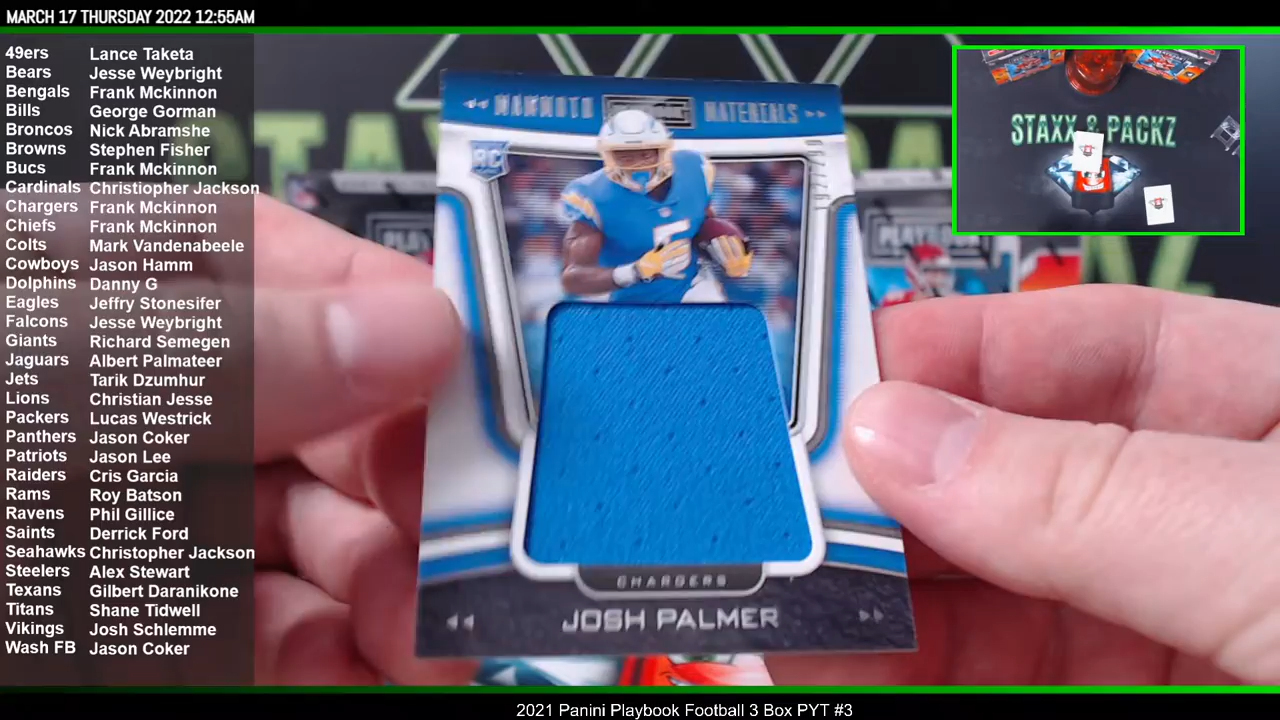 MARCH 17 THURSDAY 2022 12:55AM
49ers Lance Taketa
Bears Jesse Weybright
Bengals Frank Mckinnon
Bills George Gorman
Broncos Nick Abramshe
Browns Stephen Fisher
Bucs Frank Mckinnon
Cardinals Christiopher Jackson
Chargers Frank Mckinnon
Chiefs Frank Mckinnon
Colts Mark Vandenabeele
Cowboys Jason Hamm
Dolphins Danny G
Eagles Jeffry Stonesifer
Falcons Jesse Weybright
Giants Richard Semegen
Jaguars Albert Palmateer
Jets Tarik Dzumhur
Lions Christian Jesse
Packers Lucas Westrick
Panthers Jason Coker
Patriots Jason Lee
Raiders Cris Garcia
Rams Roy Batson
Ravens Phil Gillice
Saints Derrick Ford
Seahawks Christopher Jackson
Steelers Alex Stewart
Texans Gilbert Daranikone
Titans Shane Tidwell
Vikings Josh Schlemme
Wash FB Jason Coker
MAMMOTH MATERIALS
RC
5
CHARGERS
JOSH PALMER
STAXX & PACKZ
2021 Panini Playbook Football 3 Box PYT #3